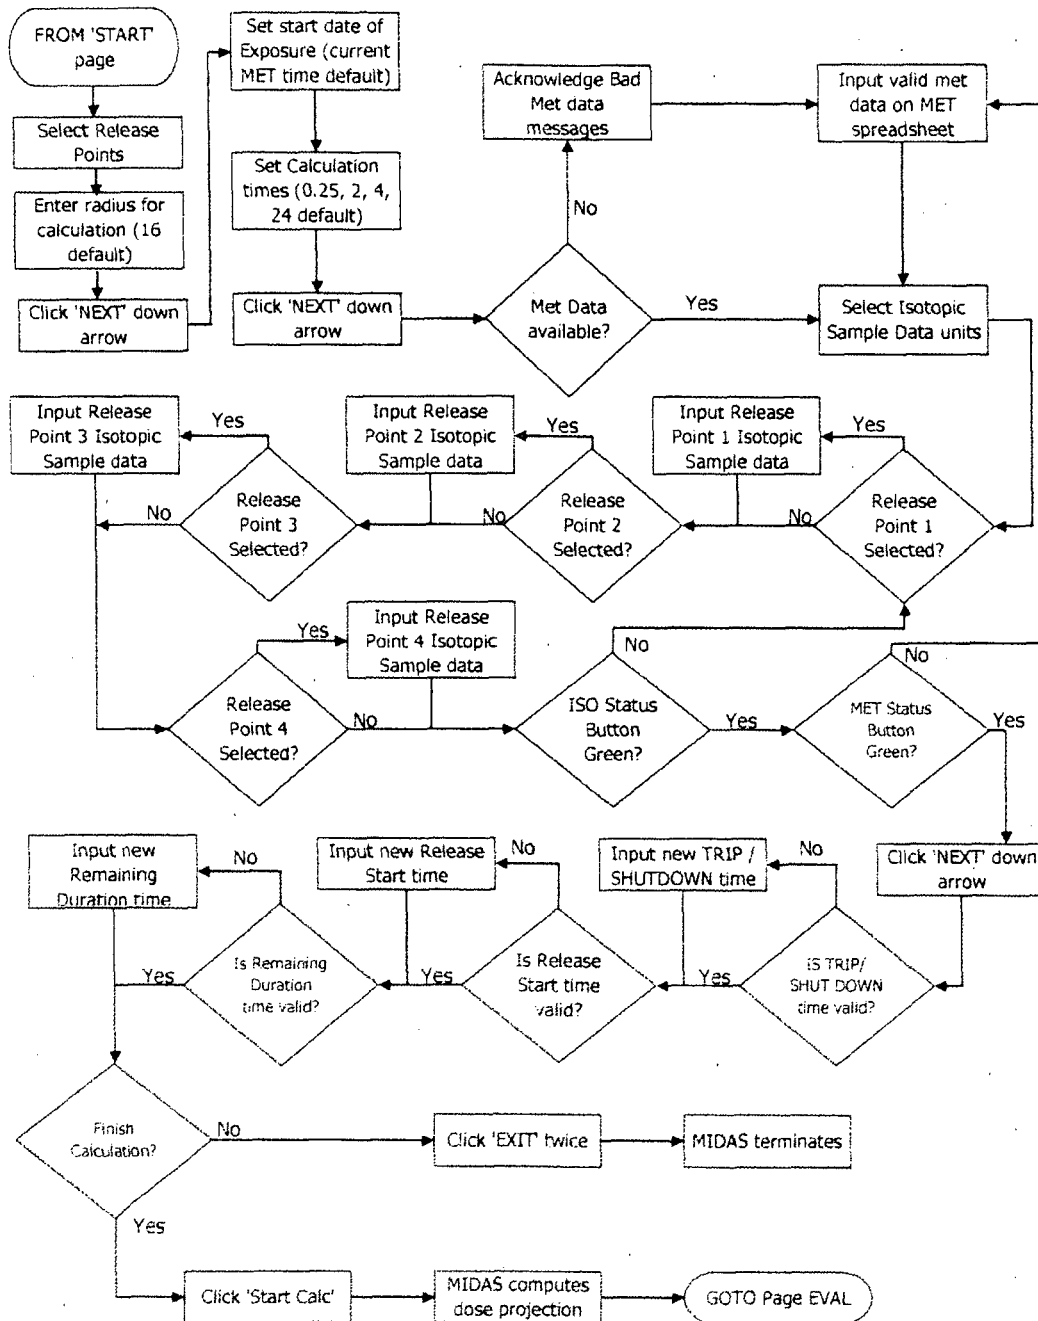 FROM 'START'
page
Select Release
Points
Enter radius for
calculation (16
default)
Click 'NEXT' down
arrow
Set start date of
Exposure (current
MET time default)
Set Calculation
times (0.25, 2, 4,
24 default)
Click 'NEXT' down
arrow
Met Data
available?
No
Yes
Acknowledge Bad
Met data
messages
Input valid met
data on MET
spreadsheet
Select Isotopic
Sample Data units
Release
Point 1
Selected?
Yes
No
Input Release
Point 1 Isotopic
Sample data
Release
Point 2
Selected?
Yes
No
Input Release
Point 2 Isotopic
Sample data
Release
Point 3
Selected?
Yes
No
Input Release
Point 3 Isotopic
Sample data
Release
Point 4
Selected?
Yes
No
Input Release
Point 4 Isotopic
Sample data
ISO Status
Button
Green?
No
Yes
MET Status
Button
Green?
No
Yes
Click 'NEXT' down
arrow
IS TRIP/
SHUT DOWN
time valid?
No
Yes
Input new TRIP /
SHUTDOWN time
Is Release
Start time
valid?
No
Yes
Input new Release
Start time
Is Remaining
Duration
time valid?
No
Yes
Input new
Remaining
Duration time
Finish
Calculation?
No
Yes
Click 'EXIT' twice
MIDAS terminates
Click 'Start Calc'
MIDAS computes
dose projection
GOTO Page EVAL